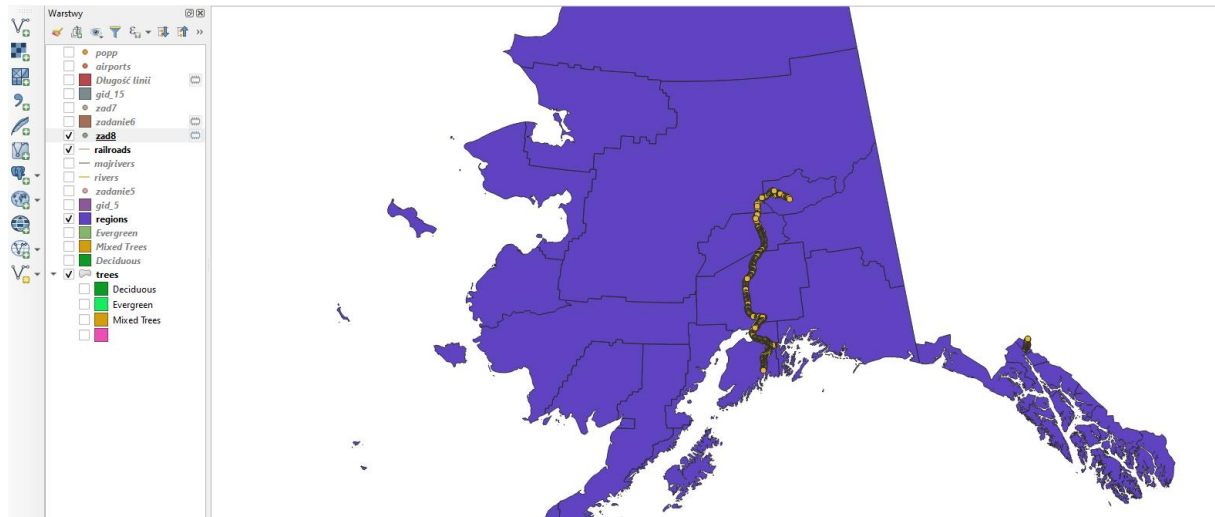 Warstwy
popp
airports
Długość linii
gid_15
zad7
zadanie6
zad8
railroads
majrivers
rivers
zadanie5
gid_5
regions
Evergreen
Mixed Trees
Deciduous
trees
Deciduous
Evergreen
Mixed Trees